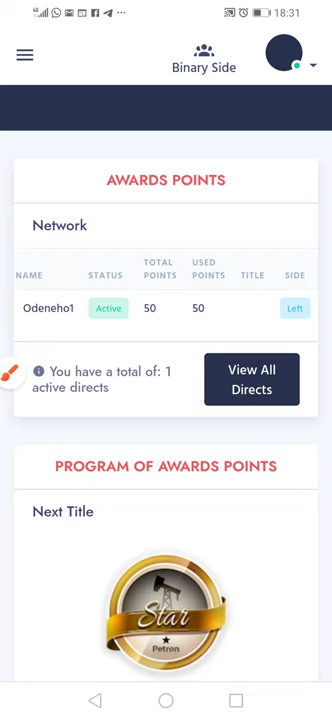 18:31
Binary Side
AWARDS POINTS
Network
NAME STATUS TOTAL POINTS USED POINTS TITLE SIDE
Odeneho1 Active 50 50 Left
You have a total of: 1
active directs
View All
Directs
PROGRAM OF AWARDS POINTS
Next Title
Star
Petron